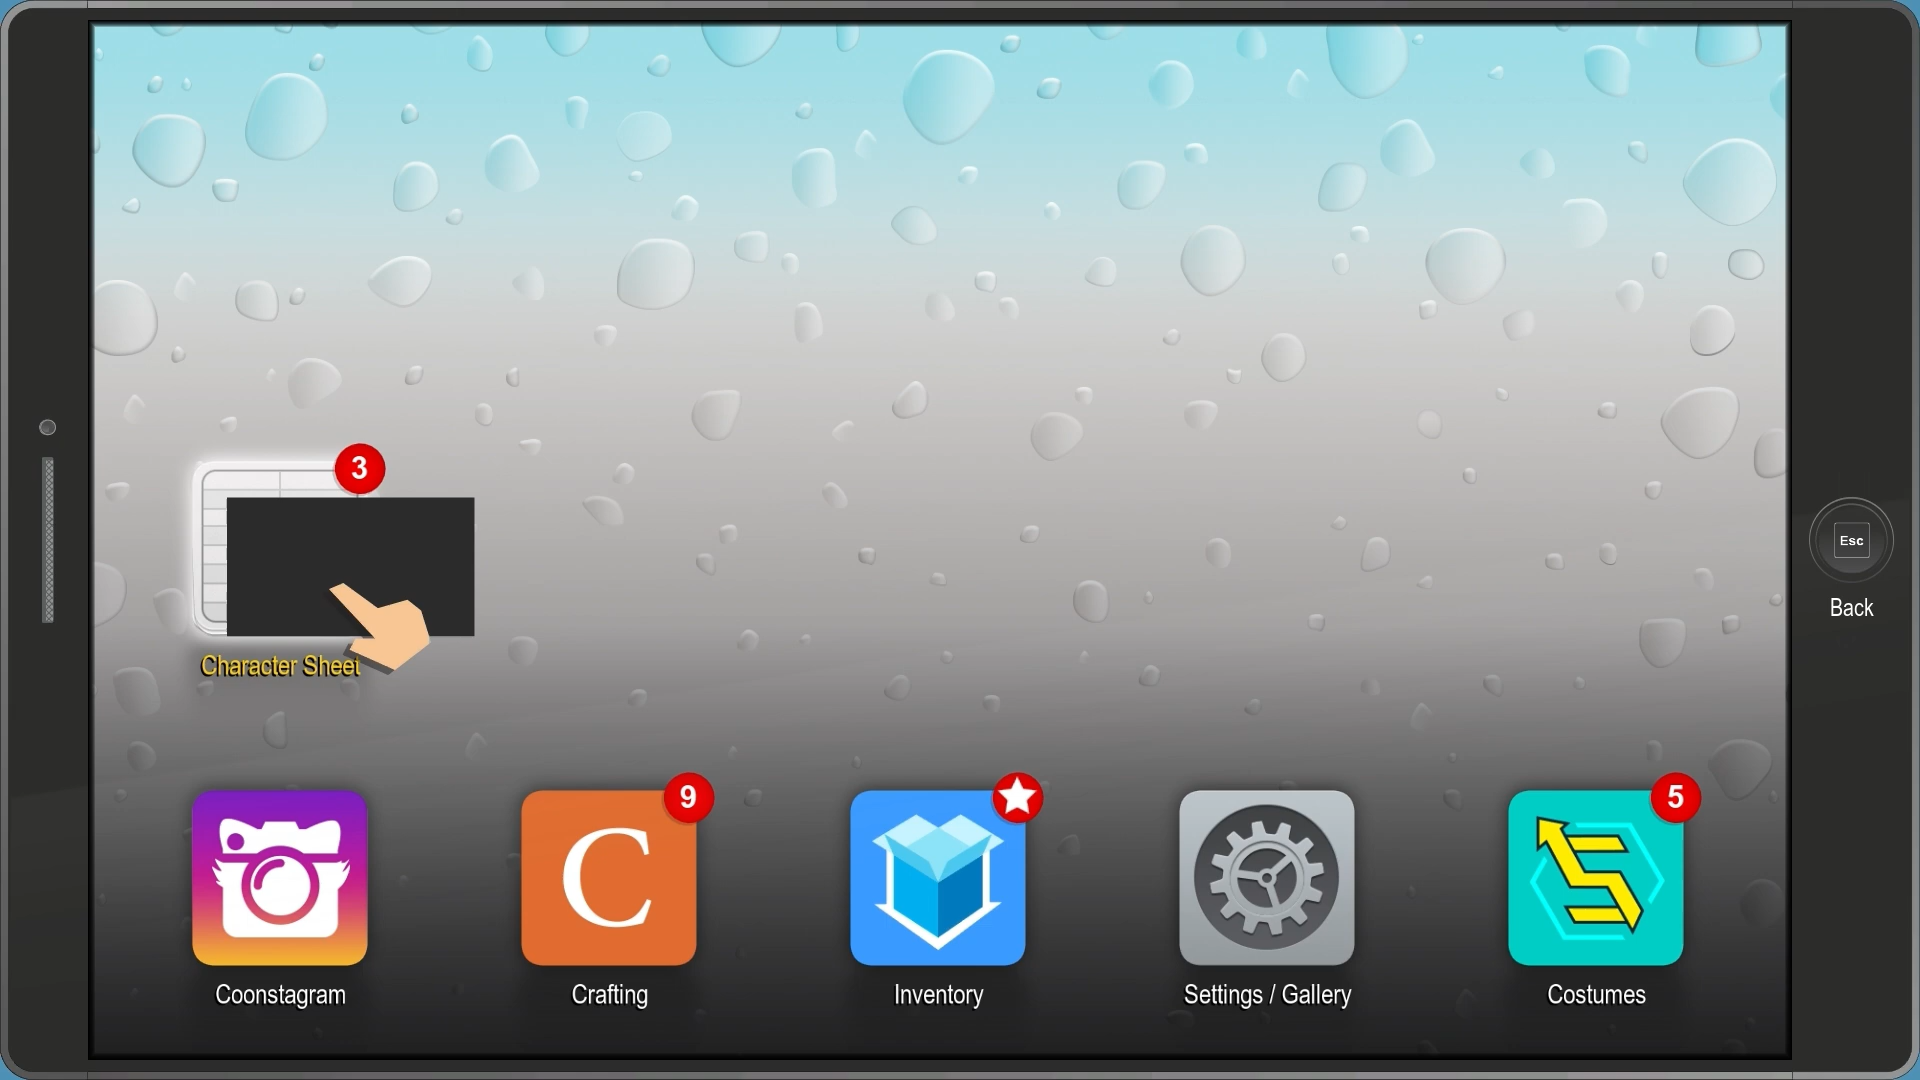 3
Esc
Back
Character Sheet
9
5
C
Coonstagram
Crafting
Inventory
Settings / Gallery
Costumes